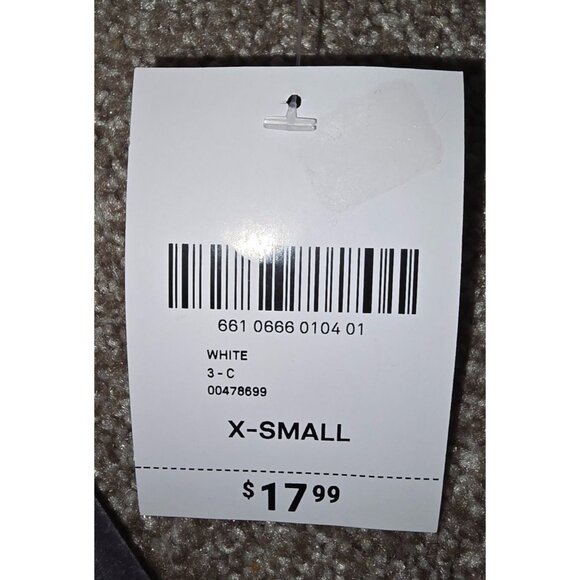 661 0666 0104 01
WHITE
3 - C
00478699
X-SMALL
$17.99